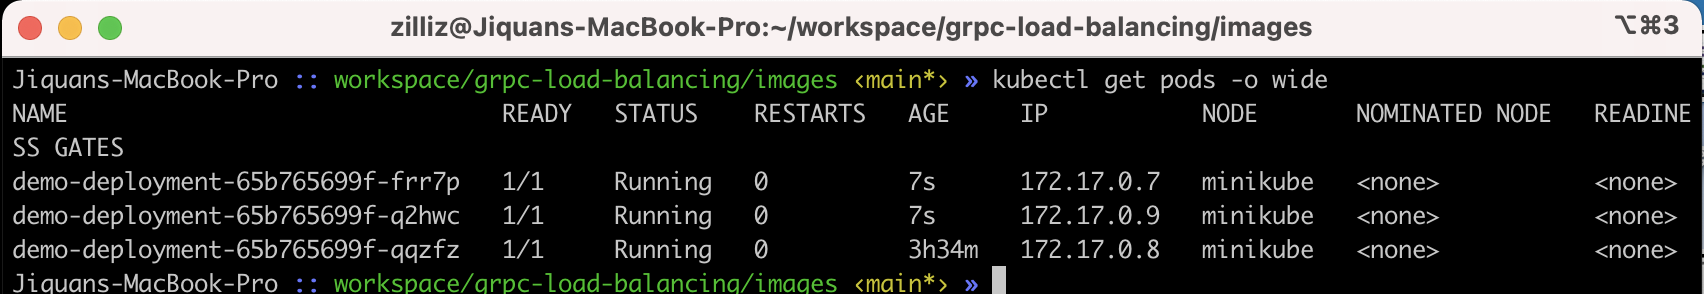 zilliz@Jiquans-MacBook-Pro:~/workspace/grpc-load-balancing/images ⌥⌘3
Jiquans-MacBook-Pro :: workspace/grpc-load-balancing/images ‹main*› » kubectl get pods -o wide
NAME READY STATUS RESTARTS AGE IP NODE NOMINATED NODE READINE
SS GATES
demo-deployment-65b765699f-frr7p 1/1 Running 0 7s 172.17.0.7 minikube <none> <none>
demo-deployment-65b765699f-q2hwc 1/1 Running 0 7s 172.17.0.9 minikube <none> <none>
demo-deployment-65b765699f-qqzfz 1/1 Running 0 3h34m 172.17.0.8 minikube <none> <none>
Jiquans-MacBook-Pro :: workspace/grpc-load-balancing/images ‹main*› »